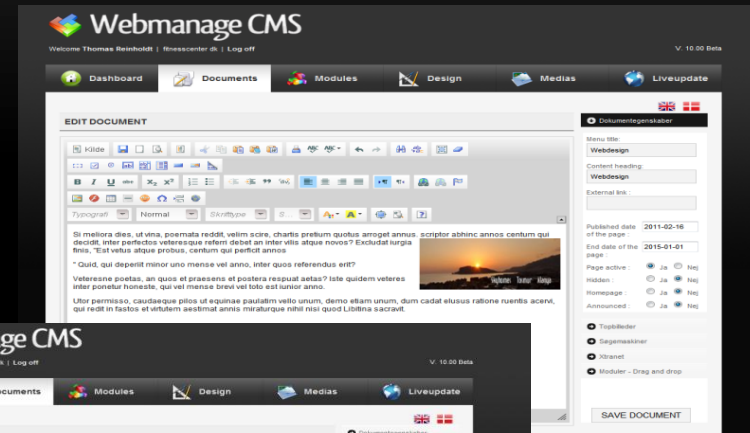 Webmanage CMS
Welcome Thomas Reinholdt | fitnesscenter dk | Log off
V. 10.00 Beta
Dashboard Documents Modules Design Medias Liveupdate
EDIT DOCUMENT
Dokumentegenskaber
Kilde
Menu title:
Webdesign
Content heading
Webdesign
External link :
Typografi Normal Skrifttype S...
Si meliora dies, ut vina, poemata reddit, velim scire, chartis pretium quotus arroget annus. scriptor abhinc annos centum qui
decidit, inter perfectos veteresque referri debet an inter vilis atque novos? Excludat iurgia
finis, "Est vetus atque probus, centum qui perficit annos
" Quid, qui deperiit minor uno mense vel anno, inter quos referendus erit?
Veteresne poetas, an quos et praesens et postera respuat aetas? Iste quidem veteres
inter ponetur honeste, qui vel mense brevi vel toto est iunior anno.
Utor permisso, caudaeque pilos ut equinae paulatim vello unum, demo etiam unum, dum cadat elusus ratione ruentis acervi,
qui redit in fastos et virtutem aestimat annis miraturque nihil nisi quod Libitina sacravit.
Published date of the page : 2011-02-16
End date of the page : 2015-01-01
Page active : Ja Nej
Hidden : Ja Nej
Homepage : Ja Nej
Announced : Ja Nej
Topbilleder
Søgemaskiner
Xtranet
Moduler - Drag and drop
SAVE DOCUMENT
ge CMS
k | Log off
V. 10.00 Beta
cuments Modules Design Medias Liveupdate
Dokumentegenskaber